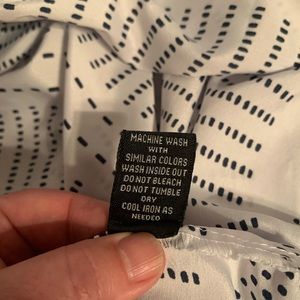 MACHINE WASH
WITH
SIMILAR COLORS
WASH INSIDE OUT
DO NOT BLEACH
DO NOT TUMBLE
DRY
COOL IRON AS
NEEDED